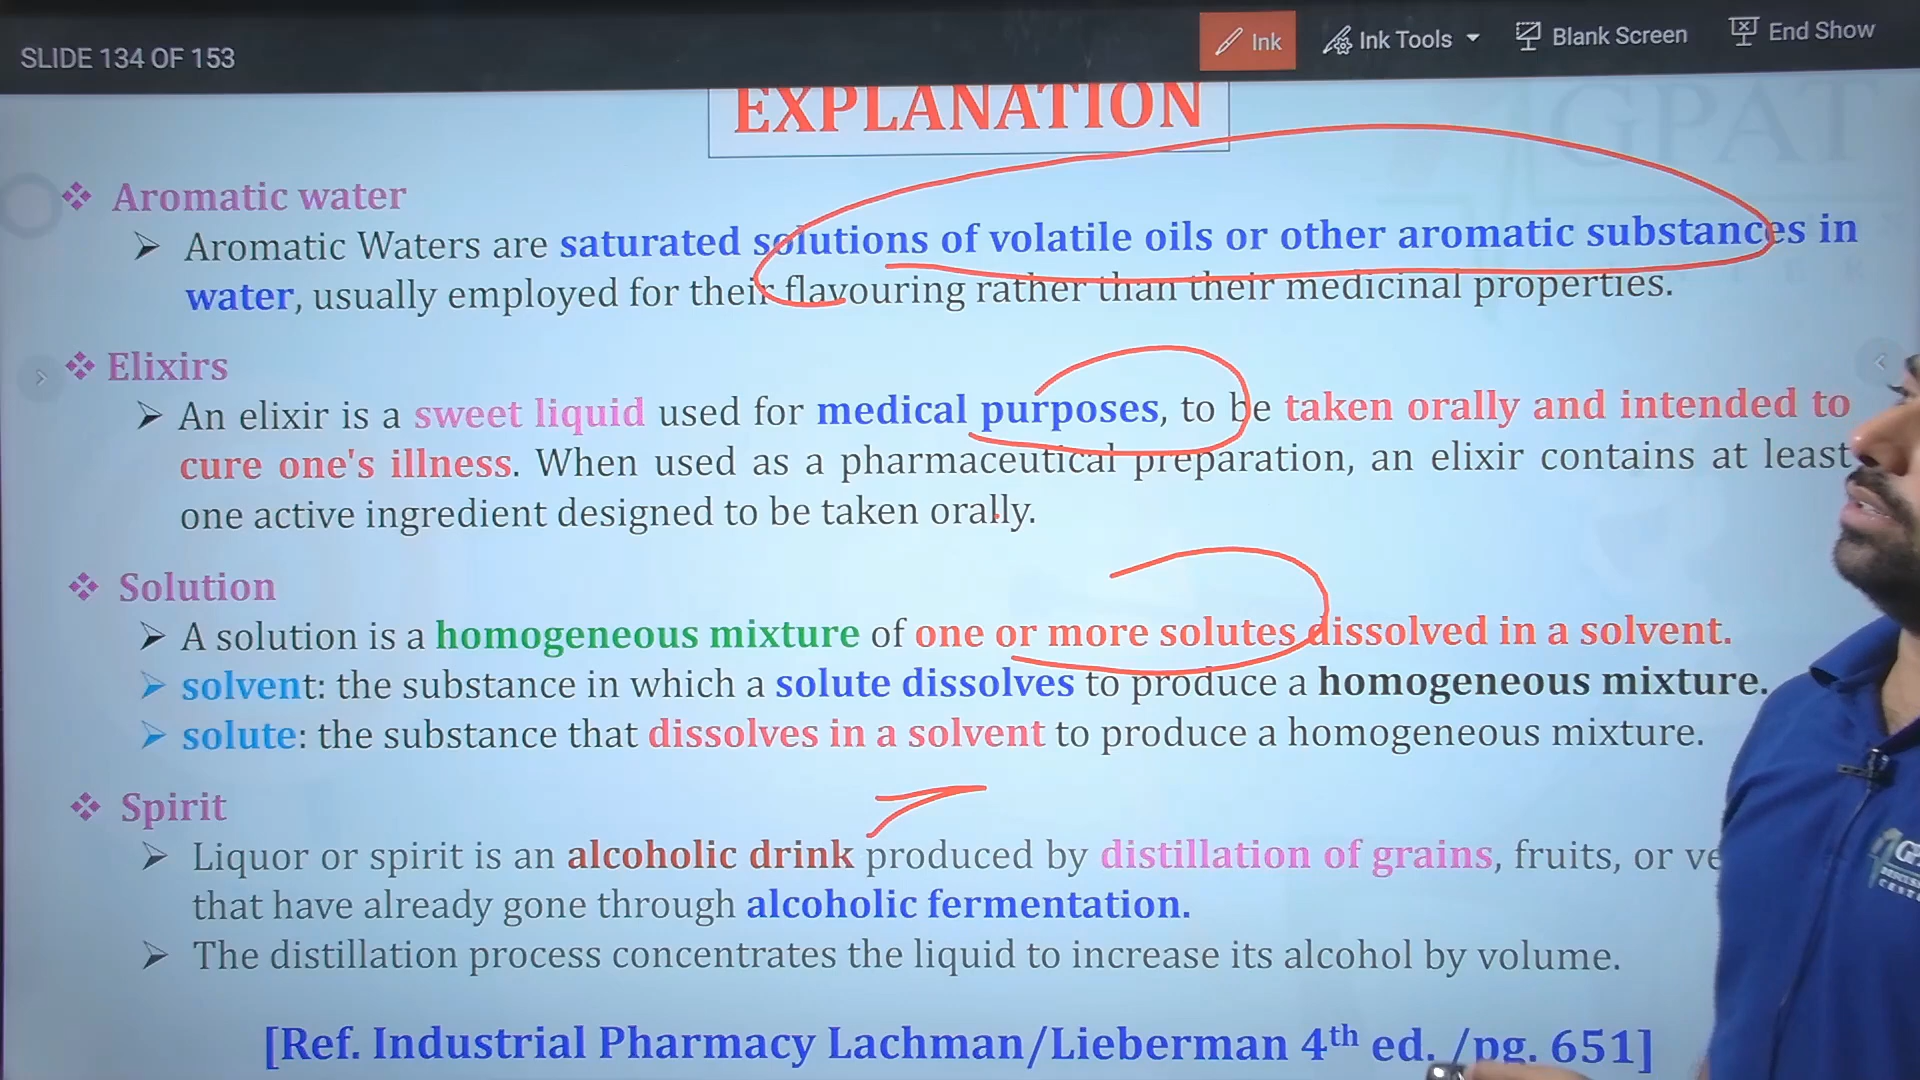 SLIDE 134 OF 153
Ink
Ink Tools
Blank Screen
End Show
EXPLANATION
GPAT
❖ Aromatic water
➢ Aromatic Waters are saturated solutions of volatile oils or other aromatic substances in
water, usually employed for their flavouring rather than their medicinal properties.
❖ Elixirs
➢ An elixir is a sweet liquid used for medical purposes, to be taken orally and intended to
cure one's illness. When used as a pharmaceutical preparation, an elixir contains at least
one active ingredient designed to be taken orally.
❖ Solution
➢ A solution is a homogeneous mixture of one or more solutes dissolved in a solvent.
➢ solvent: the substance in which a solute dissolves to produce a homogeneous mixture.
➢ solute: the substance that dissolves in a solvent to produce a homogeneous mixture.
❖ Spirit
➢ Liquor or spirit is an alcoholic drink produced by distillation of grains, fruits, or ve
that have already gone through alcoholic fermentation.
➢ The distillation process concentrates the liquid to increase its alcohol by volume.
[Ref. Industrial Pharmacy Lachman/Lieberman 4th ed. /pg. 651]